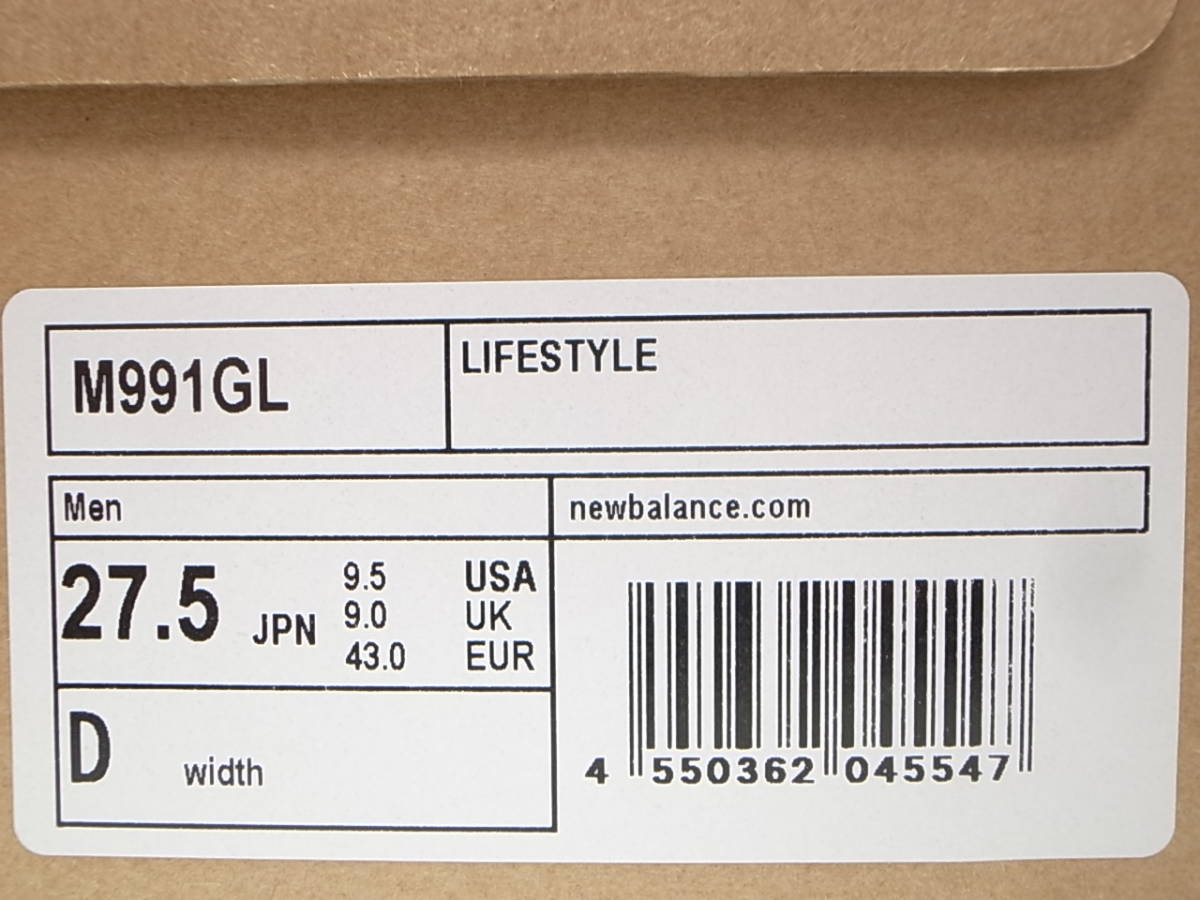 M991GL
LIFESTYLE
Men
newbalance.com
27.5 JPN
9.5 USA
9.0 UK
43.0 EUR
D width
4 550362 045547